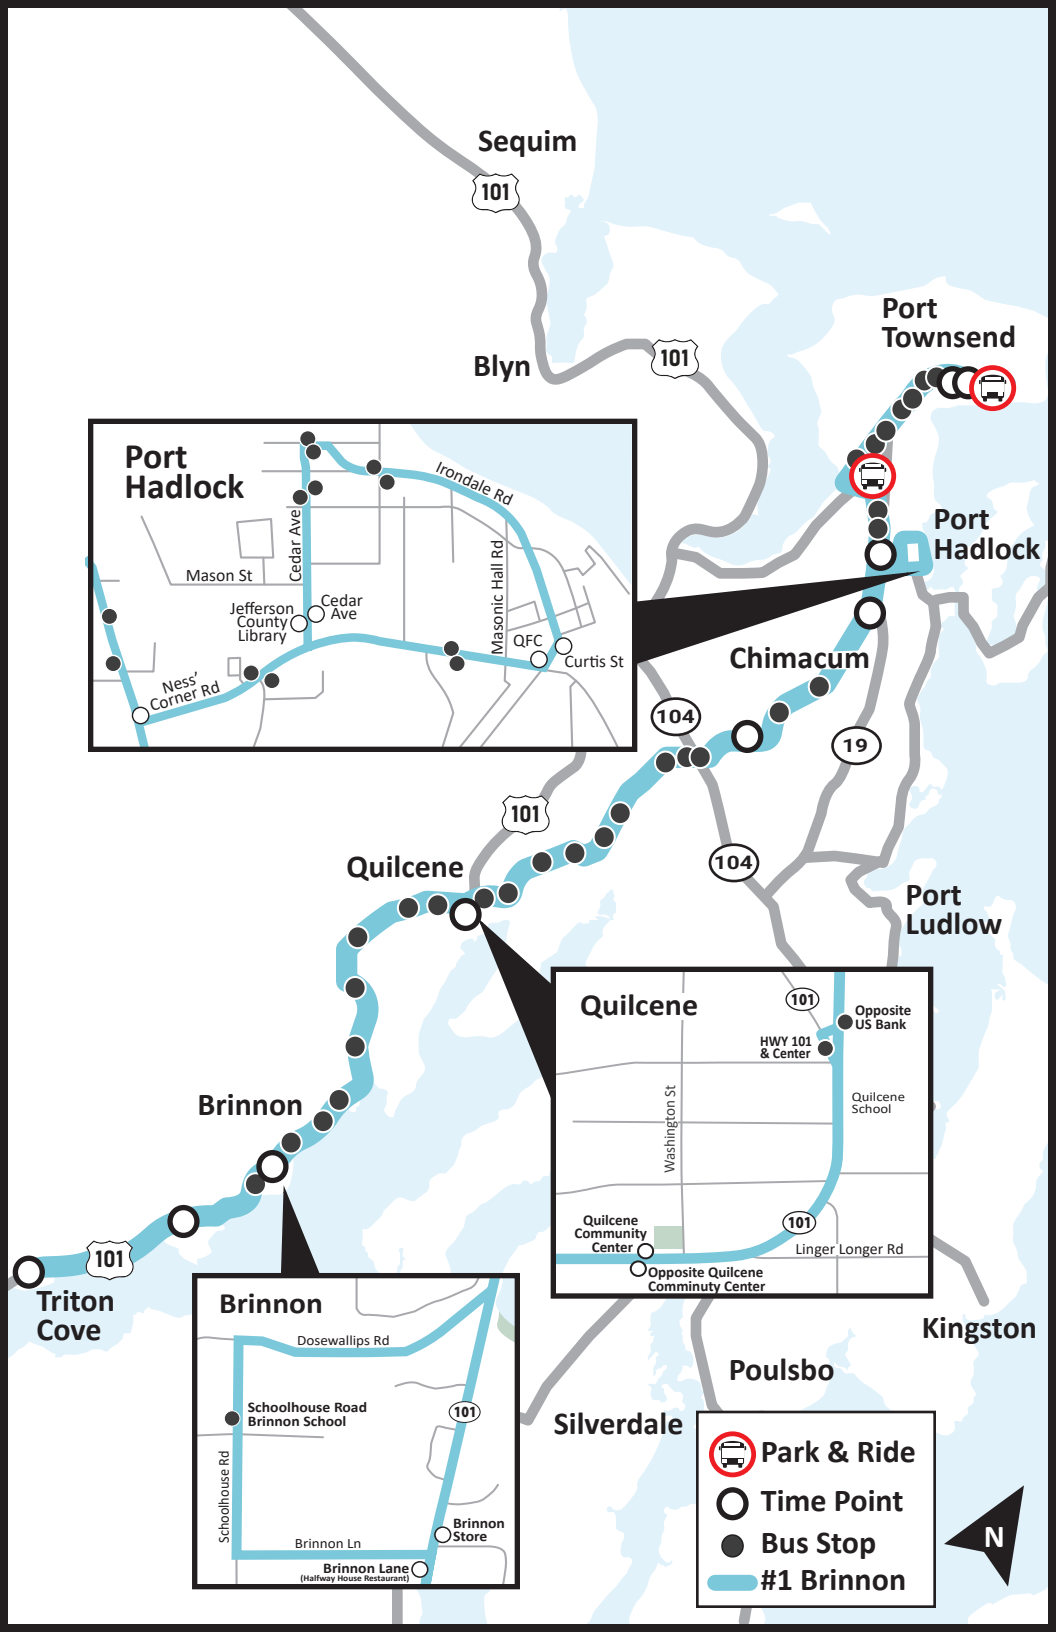 Sequim
101
Port
Townsend
Blyn
101
Port
Hadlock
Irondale Rd
Cedar Ave
Masonic Hall Rd
Mason St
Jefferson
County
Library
Cedar
Ave
QFC
Curtis St
Ness'
Corner Rd
Port
Hadlock
Chimacum
104
19
101
104
Quilcene
Port
Ludlow
Quilcene
101
Opposite
US Bank
HWY 101
& Center
Quilcene
School
Washington St
Quilcene
Community
Center
101
Linger Longer Rd
Opposite Quilcene
Comminuty Center
Brinnon
101
Triton
Cove
Brinnon
Dosewallips Rd
Schoolhouse Road
Brinnon School
101
Schoolhouse Rd
Brinnon Ln
Brinnon
Store
Brinnon Lane
(Halfway House Restaurant)
Kingston
Poulsbo
Silverdale
Park & Ride
Time Point
Bus Stop
#1 Brinnon
N